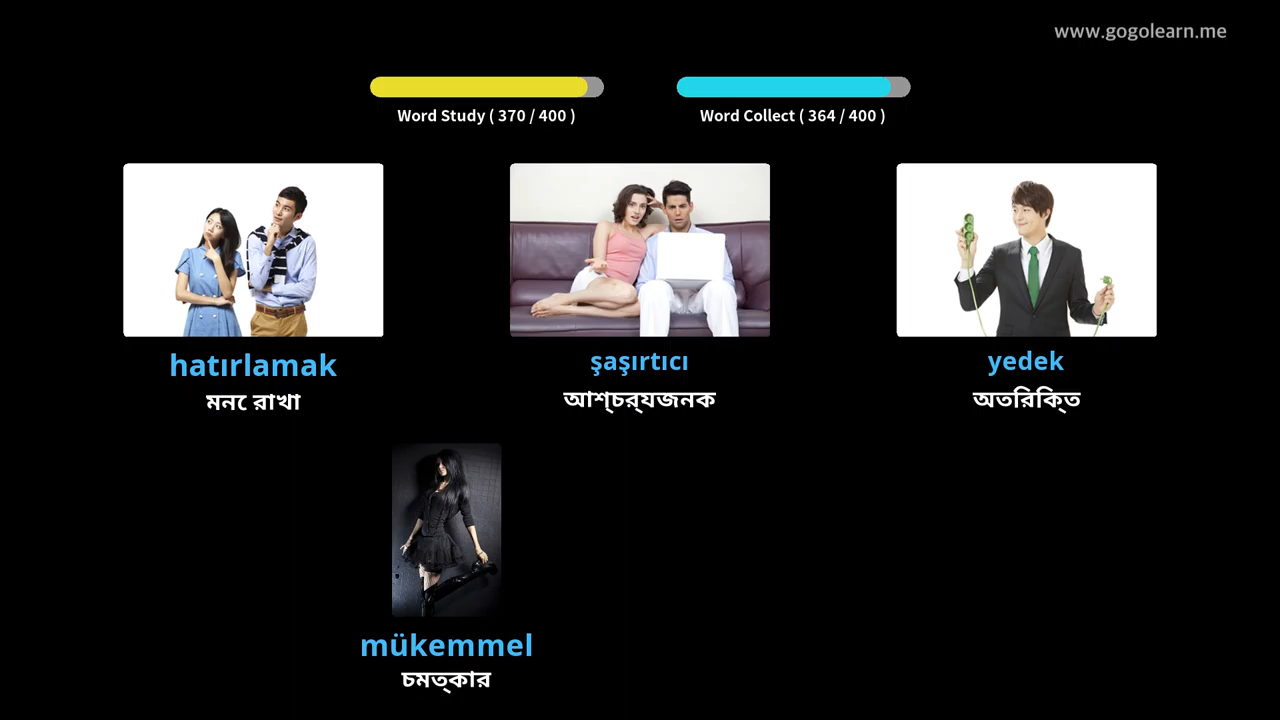 www.gogolearn.me
Word Study ( 370 / 400 )
Word Collect ( 364 / 400 )
hatırlamak
şaşırtıcı
yedek
মনে রাখা
আশ্চর্যজনক
অতিরিক্ত
mükemmel
চমত্কার